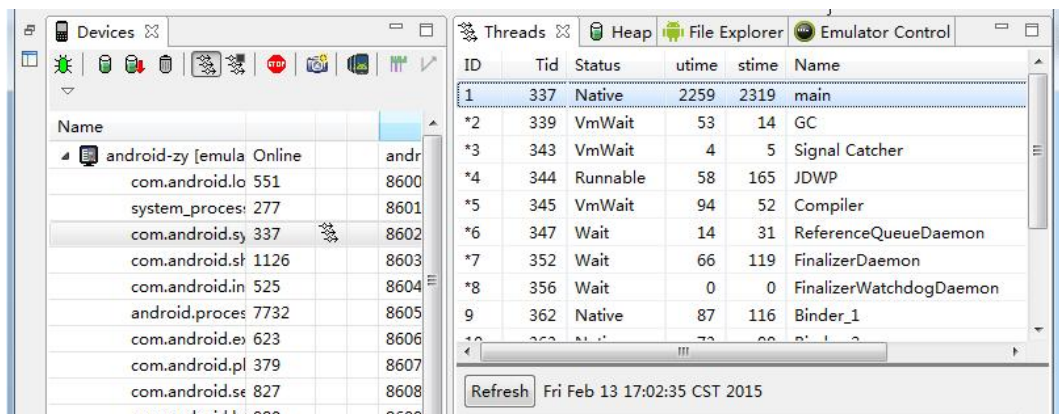 Devices
Name
android-zy [emula Online andr
com.android.lo 551 8600
system_proces: 277 8601
com.android.sy 337 8602
com.android.sh 1126 8603
com.android.in 525 8604
android.proces 7732 8605
com.android.ex 623 8606
com.android.pl 379 8607
com.android.se 827 8608
Threads Heap File Explorer Emulator Control
ID Tid Status utime stime Name
1 337 Native 2259 2319 main
*2 339 VmWait 53 14 GC
*3 343 VmWait 4 5 Signal Catcher
*4 344 Runnable 58 165 JDWP
*5 345 VmWait 94 52 Compiler
*6 347 Wait 14 31 ReferenceQueueDaemon
*7 352 Wait 66 119 FinalizerDaemon
*8 356 Wait 0 0 FinalizerWatchdogDaemon
9 362 Native 87 116 Binder_1
Refresh Fri Feb 13 17:02:35 CST 2015